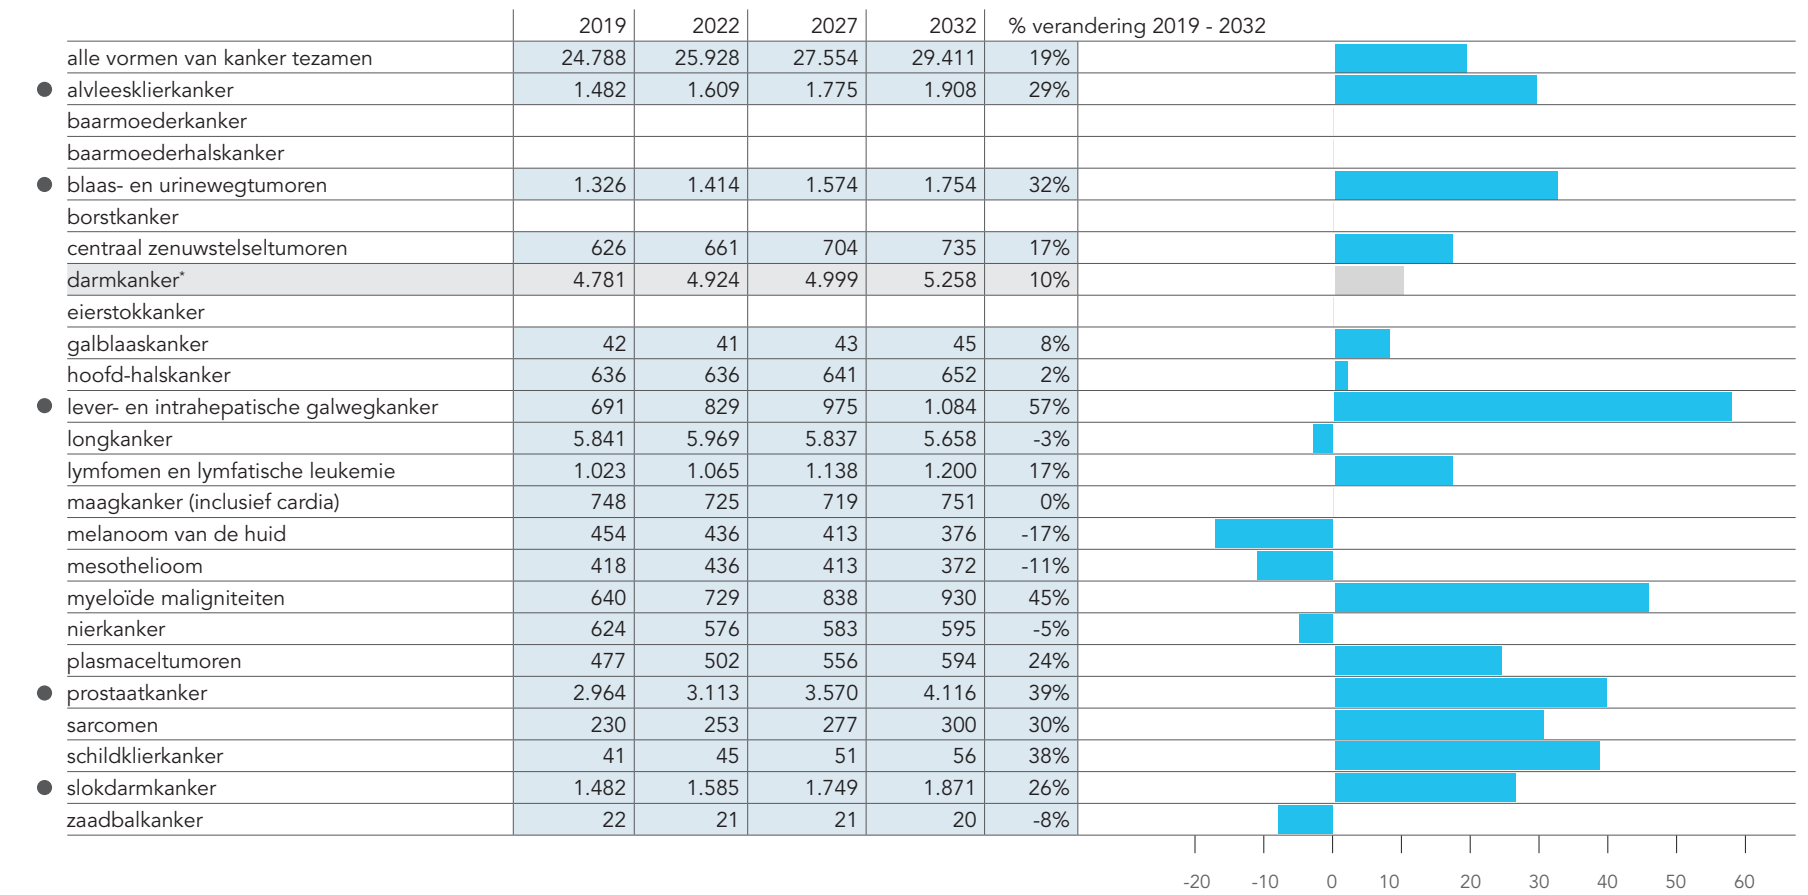 2019 2022 2027 2032 % verandering 2019 - 2032
alle vormen van kanker tezamen 24.788 25.928 27.554 29.411 19%
alvleesklierkanker 1.482 1.609 1.775 1.908 29%
baarmoederkanker
baarmoederhalskanker
blaas- en urinewegtumoren 1.326 1.414 1.574 1.754 32%
borstkanker
centraal zenuwstelseltumoren 626 661 704 735 17%
darmkanker* 4.781 4.924 4.999 5.258 10%
eierstokkanker
galblaaskanker 42 41 43 45 8%
hoofd-halskanker 636 636 641 652 2%
lever- en intrahepatische galwegkanker 691 829 975 1.084 57%
longkanker 5.841 5.969 5.837 5.658 -3%
lymfomen en lymfatische leukemie 1.023 1.065 1.138 1.200 17%
maagkanker (inclusief cardia) 748 725 719 751 0%
melanoom van de huid 454 436 413 376 -17%
mesothelioom 418 436 413 372 -11%
myeloïde maligniteiten 640 729 838 930 45%
nierkanker 624 576 583 595 -5%
plasmaceltumoren 477 502 556 594 24%
prostaatkanker 2.964 3.113 3.570 4.116 39%
sarcomen 230 253 277 300 30%
schildklierkanker 41 45 51 56 38%
slokdarmkanker 1.482 1.585 1.749 1.871 26%
zaadbalkanker 22 21 21 20 -8%
-20 -10 0 10 20 30 40 50 60